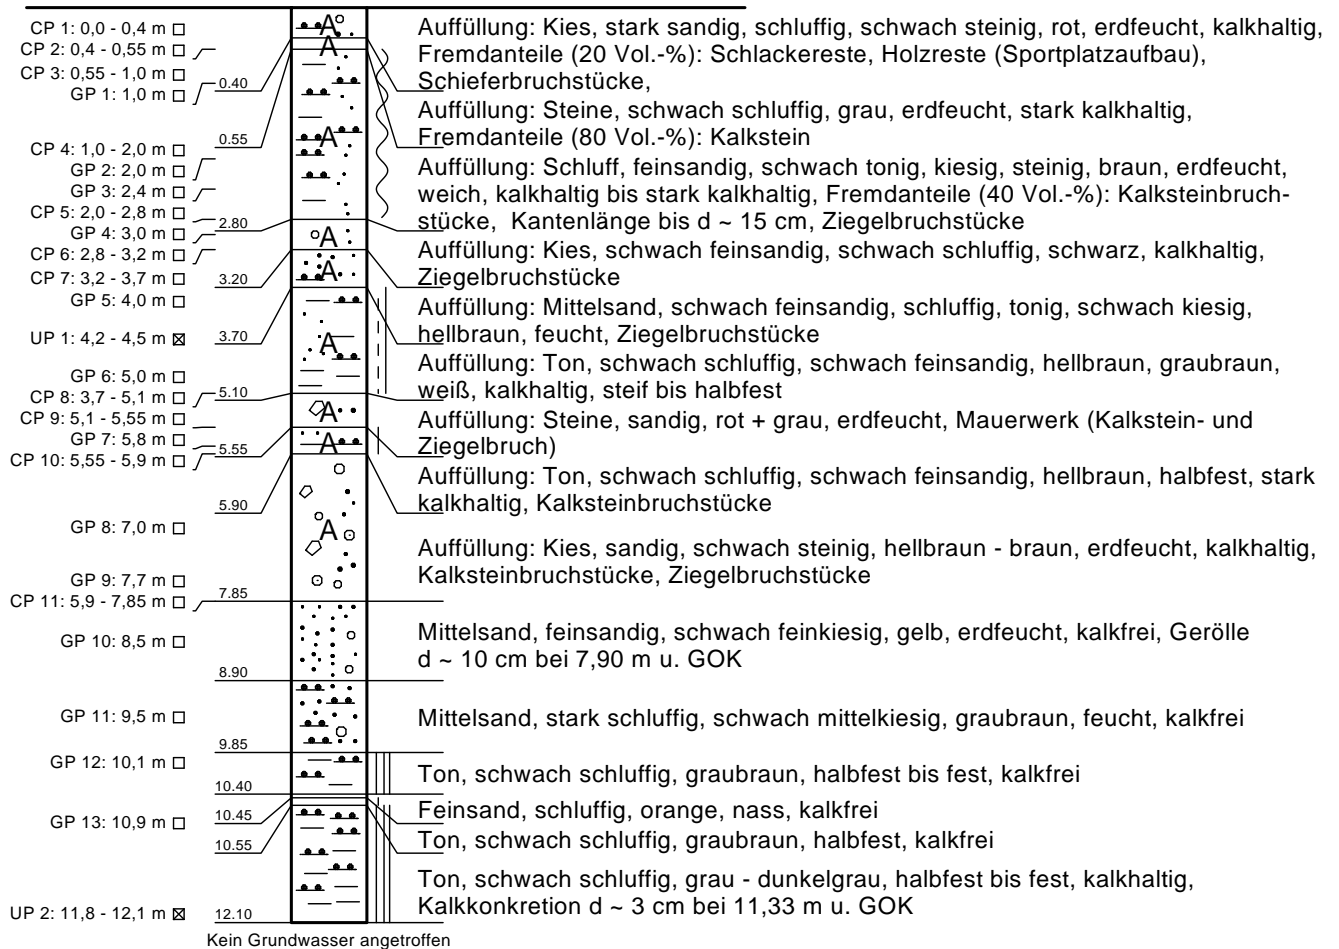 CP 1: 0,0 - 0,4 m
CP 2: 0,4 - 0,55 m
CP 3: 0,55 - 1,0 m
GP 1: 1,0 m
CP 4: 1,0 - 2,0 m
GP 2: 2,0 m
GP 3: 2,4 m
CP 5: 2,0 - 2,8 m
GP 4: 3,0 m
CP 6: 2,8 - 3,2 m
CP 7: 3,2 - 3,7 m
GP 5: 4,0 m
UP 1: 4,2 - 4,5 m
GP 6: 5,0 m
CP 8: 3,7 - 5,1 m
CP 9: 5,1 - 5,55 m
GP 7: 5,8 m
CP 10: 5,55 - 5,9 m
GP 8: 7,0 m
GP 9: 7,7 m
CP 11: 5,9 - 7,85 m
GP 10: 8,5 m
GP 11: 9,5 m
GP 12: 10,1 m
GP 13: 10,9 m
UP 2: 11,8 - 12,1 m
0.40
0.55
2.80
3.20
3.70
5.10
5.55
5.90
7.85
8.90
9.85
10.40
10.45
10.55
12.10
A
A
A
A
A
A
A
A
A
Auffüllung: Kies, stark sandig, schluffig, schwach steinig, rot, erdfeucht, kalkhaltig,
Fremdanteile (20 Vol.-%): Schlackereste, Holzreste (Sportplatzaufbau),
Schieferbruchstücke,
Auffüllung: Steine, schwach schluffig, grau, erdfeucht, stark kalkhaltig,
Fremdanteile (80 Vol.-%): Kalkstein
Auffüllung: Schluff, feinsandig, schwach tonig, kiesig, steinig, braun, erdfeucht,
weich, kalkhaltig bis stark kalkhaltig, Fremdanteile (40 Vol.-%): Kalksteinbruch-
stücke, Kantenlänge bis d ~ 15 cm, Ziegelbruchstücke
Auffüllung: Kies, schwach feinsandig, schwach schluffig, schwarz, kalkhaltig,
Ziegelbruchstücke
Auffüllung: Mittelsand, schwach feinsandig, schluffig, tonig, schwach kiesig,
hellbraun, feucht, Ziegelbruchstücke
Auffüllung: Ton, schwach schluffig, schwach feinsandig, hellbraun, graubraun,
weiß, kalkhaltig, steif bis halbfest
Auffüllung: Steine, sandig, rot + grau, erdfeucht, Mauerwerk (Kalkstein- und
Ziegelbruch)
Auffüllung: Ton, schwach schluffig, schwach feinsandig, hellbraun, halbfest, stark
kalkhaltig, Kalksteinbruchstücke
Auffüllung: Kies, sandig, schwach steinig, hellbraun - braun, erdfeucht, kalkhaltig,
Kalksteinbruchstücke, Ziegelbruchstücke
Mittelsand, feinsandig, schwach feinkiesig, gelb, erdfeucht, kalkfrei, Gerölle
d ~ 10 cm bei 7,90 m u. GOK
Mittelsand, stark schluffig, schwach mittelkiesig, graubraun, feucht, kalkfrei
Ton, schwach schluffig, graubraun, halbfest bis fest, kalkfrei
Feinsand, schluffig, orange, nass, kalkfrei
Ton, schwach schluffig, graubraun, halbfest, kalkfrei
Ton, schwach schluffig, grau - dunkelgrau, halbfest bis fest, kalkhaltig,
Kalkkonkretion d ~ 3 cm bei 11,33 m u. GOK
Kein Grundwasser angetroffen